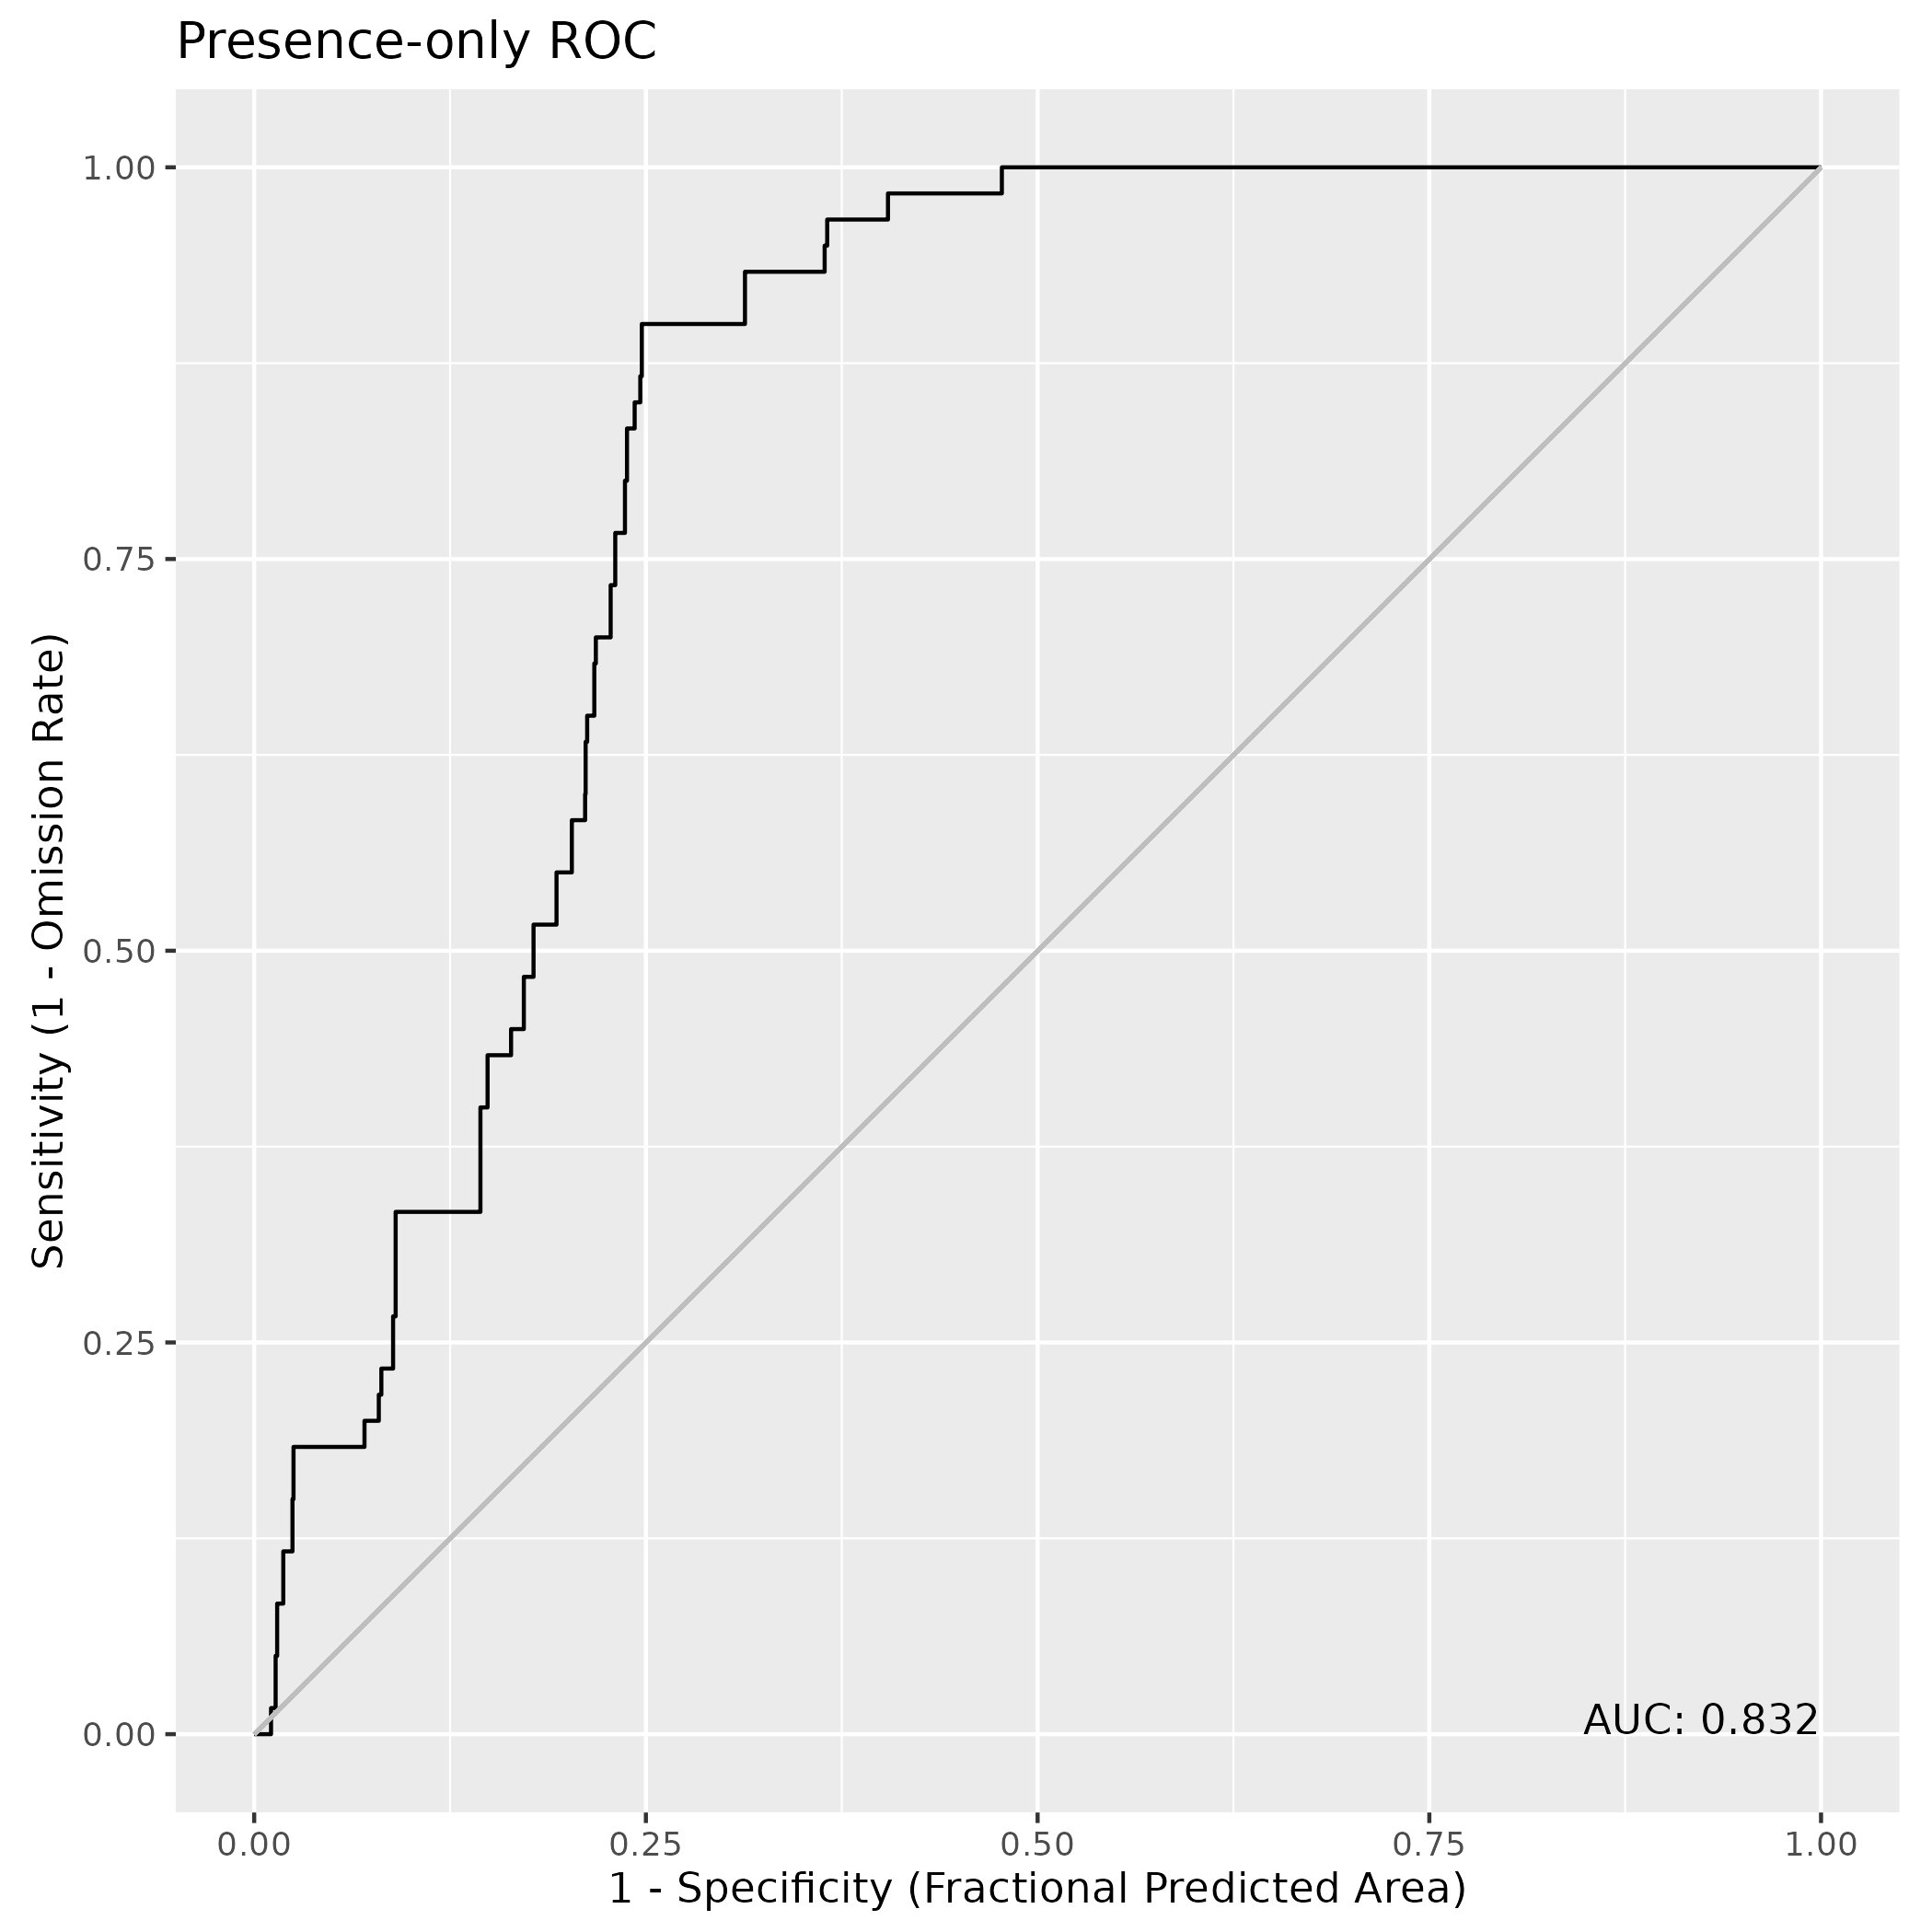 Presence-only ROC
Sensitivity (1 - Omission Rate)
1.00
0.75
0.50
0.25
0.00
AUC: 0.832
0.00 0.25 0.50 0.75 1.00
1 - Specificity (Fractional Predicted Area)